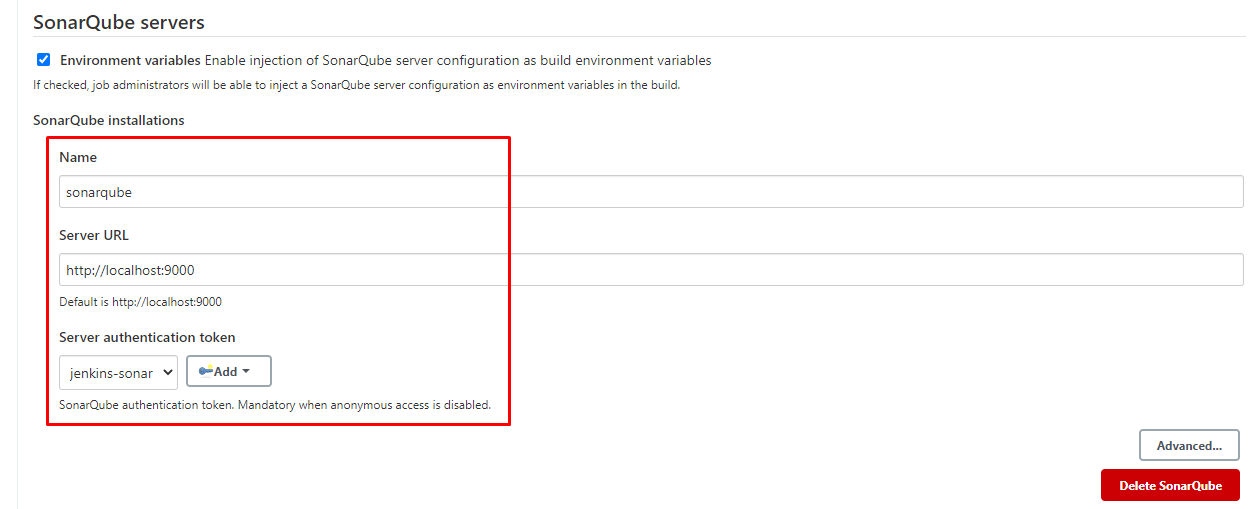 SonarQube servers
Environment variables Enable injection of SonarQube server configuration as build environment variables
If checked, job administrators will be able to inject a SonarQube server configuration as environment variables in the build.
SonarQube installations
Name
sonarqube
Server URL
http://localhost:9000
Default is http://localhost:9000
Server authentication token
jenkins-sonar Add
SonarQube authentication token. Mandatory when anonymous access is disabled.
Advanced...
Delete SonarQube